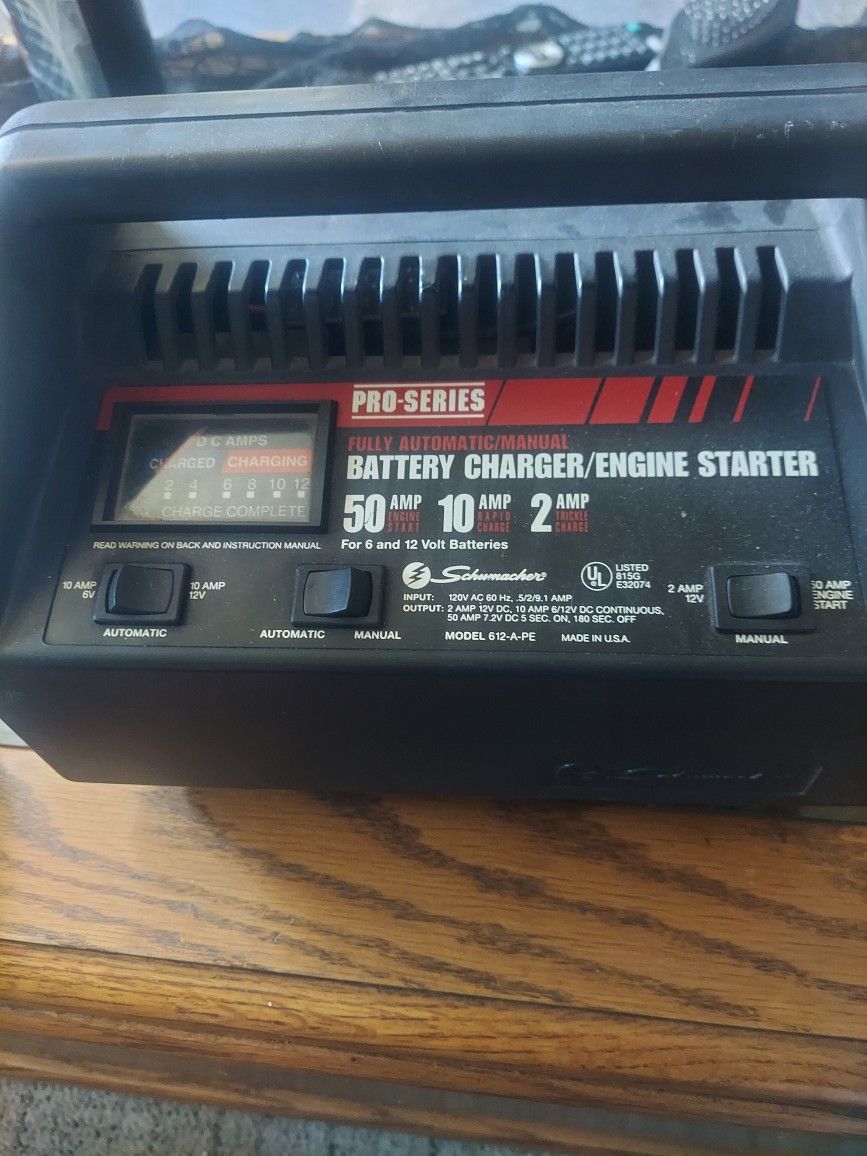 PRO-SERIES
D C AMPS
CHARGED CHARGING
2 4 6 8 10 12
CHARGE COMPLETE
FULLY AUTOMATIC/MANUAL
BATTERY CHARGER/ENGINE STARTER
50 AMP ENGINE START 10 AMP RAPID CHARGE 2 AMP TRICKLE CHARGE
READ WARNING ON BACK AND INSTRUCTION MANUAL
For 6 and 12 Volt Batteries
10 AMP 6V
10 AMP 12V
AUTOMATIC
AUTOMATIC MANUAL
Schumacher®
UL LISTED 815G E32074
INPUT: 120V AC 60 Hz, .5/2/9.1 AMP
OUTPUT: 2 AMP 12V DC, 10 AMP 6/12V DC CONTINUOUS,
50 AMP 7.2V DC 5 SEC. ON, 180 SEC. OFF
MODEL 612-A-PE MADE IN U.S.A.
2 AMP 12V
50 AMP ENGINE START
MANUAL